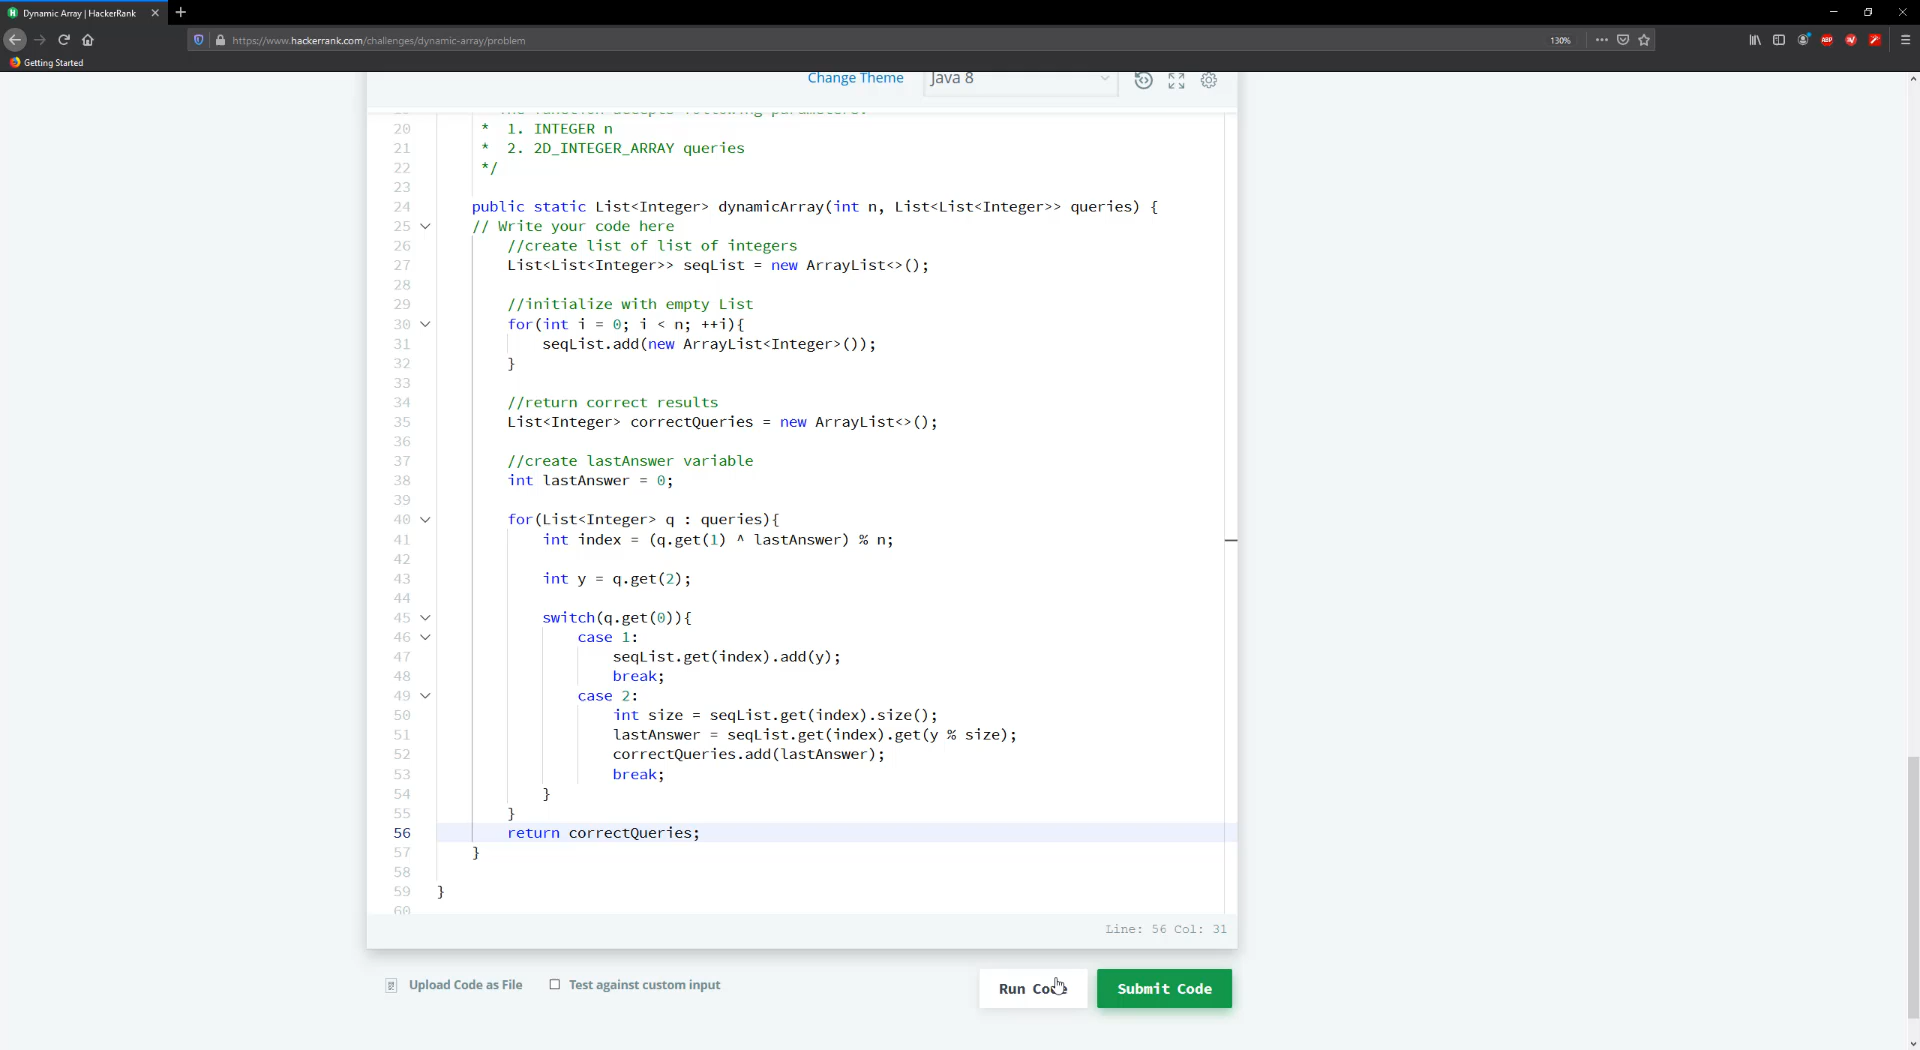 Dynamic Array | HackerRank
https://www.hackerrank.com/challenges/dynamic-array/problem
130%
ABP
Getting Started
Change Theme
Java 8
The function accepts following parameters:
20 * 1. INTEGER n
21 * 2. 2D_INTEGER_ARRAY queries
22 */
23
24 public static List<Integer> dynamicArray(int n, List<List<Integer>> queries) {
25 // Write your code here
26 //create list of list of integers
27 List<List<Integer>> seqList = new ArrayList<>();
28
29 //initialize with empty List
30 for(int i = 0; i < n; ++i){
31 seqList.add(new ArrayList<Integer>());
32 }
33
34 //return correct results
35 List<Integer> correctQueries = new ArrayList<>();
36
37 //create lastAnswer variable
38 int lastAnswer = 0;
39
40 for(List<Integer> q : queries){
41 int index = (q.get(1) ^ lastAnswer) % n;
42
43 int y = q.get(2);
44
45 switch(q.get(0)){
46 case 1:
47 seqList.get(index).add(y);
48 break;
49 case 2:
50 int size = seqList.get(index).size();
51 lastAnswer = seqList.get(index).get(y % size);
52 correctQueries.add(lastAnswer);
53 break;
54 }
55 }
56 return correctQueries;
57 }
58
59 }
60
Line: 56 Col: 31
Upload Code as File
Test against custom input
Run Code
Submit Code